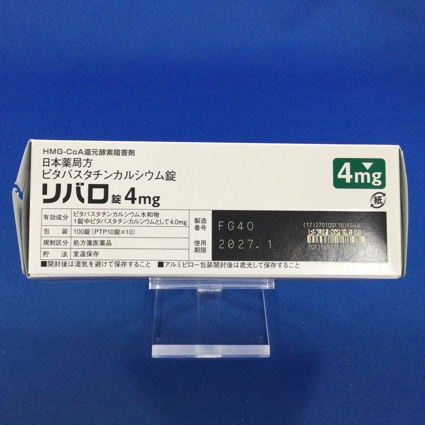 HMG-CoA還元酵素阻害剤
日本薬局方
ピタバスタチンカルシウム錠
リバロ錠4mg
4mg
紙
有効成分 ピタバスタチンカルシウム水和物
1錠中ピタバスタチンカルシウムとして4.0mg
包 装 100錠(PTP10錠×10)
規制区分 処方箋医薬品
貯 法 室温保存
製造番号 FG40
使用期限 2027.1
(17)270100(10)FG40
■開封後は湿気を避けて保存すること ■アルミピロー包装開封後は遮光して保存すること